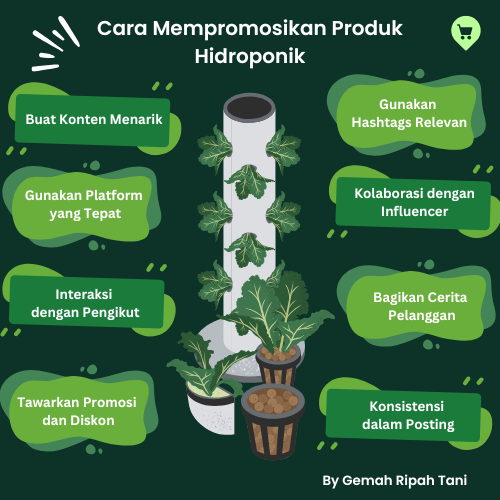 Cara Mempromosikan Produk
Hidroponik
Buat Konten Menarik
Gunakan Platform
yang Tepat
Interaksi
dengan Pengikut
Tawarkan Promosi
dan Diskon
Gunakan
Hashtags Relevan
Kolaborasi dengan
Influencer
Bagikan Cerita
Pelanggan
Konsistensi
dalam Posting
By Gemah Ripah Tani